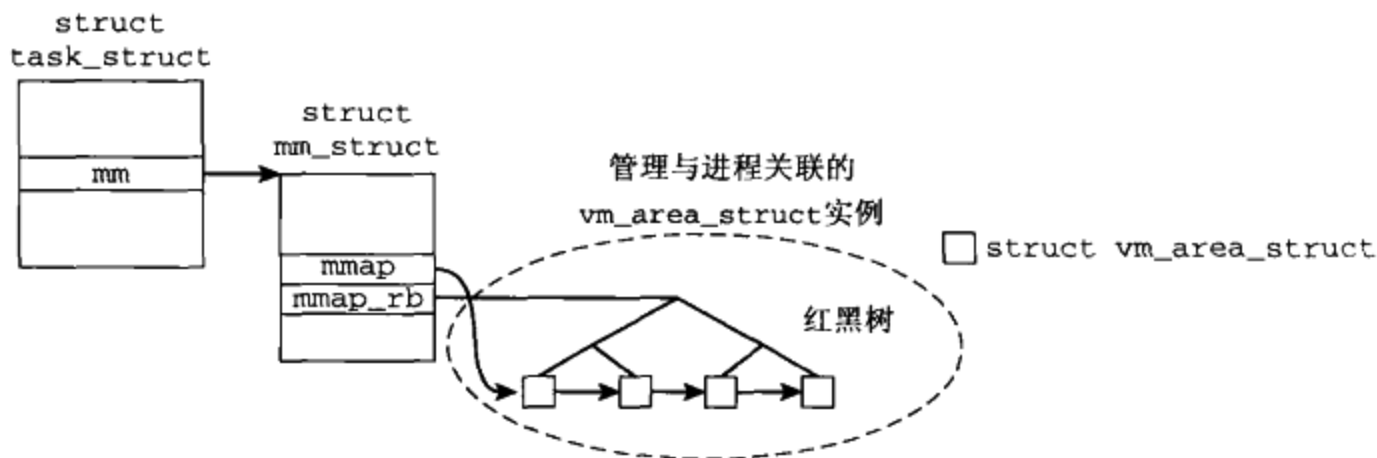 struct
task_struct
mm
struct
mm_struct
mmap
mmap_rb
管理与进程关联的
vm_area_struct实例
红黑树
struct vm_area_struct